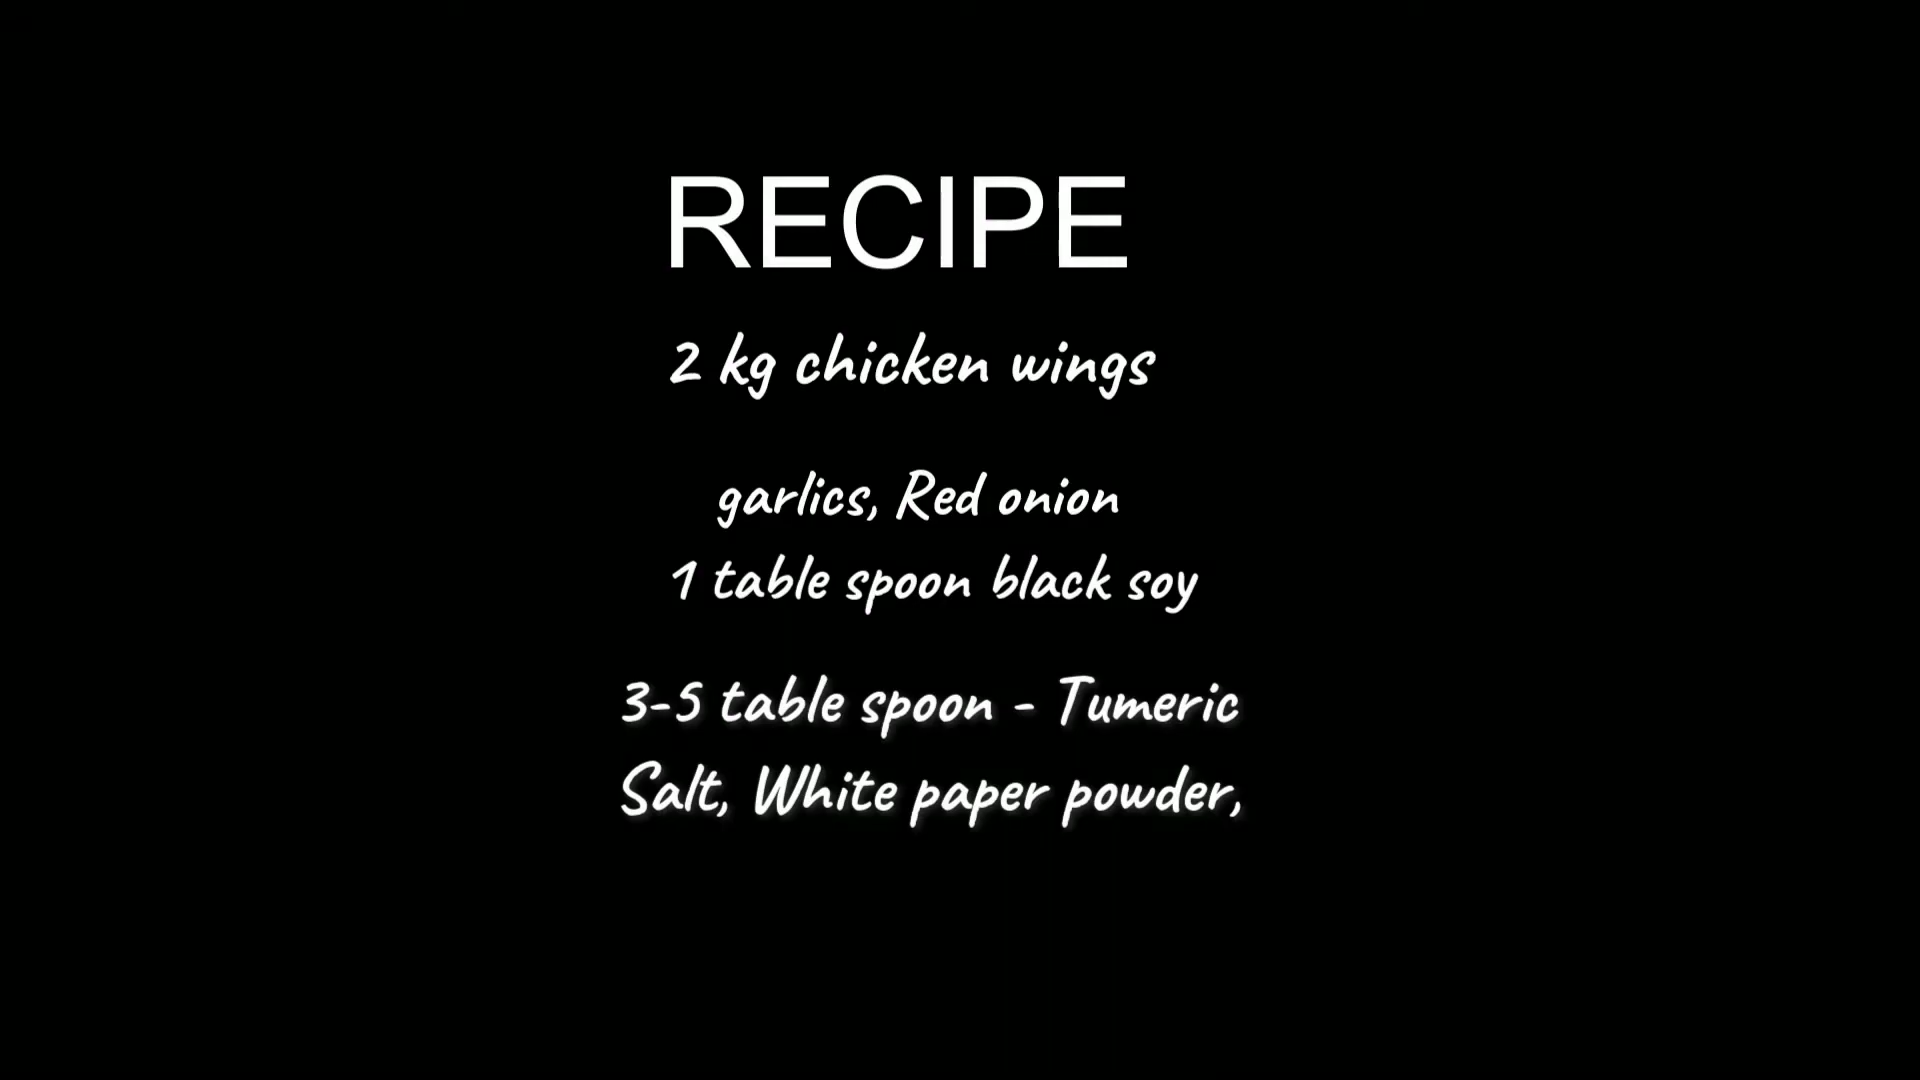 RECIPE
2 kg chicken wings
garlics, Red onion
1 table spoon black soy
3-5 table spoon - Tumeric
Salt, White paper powder,